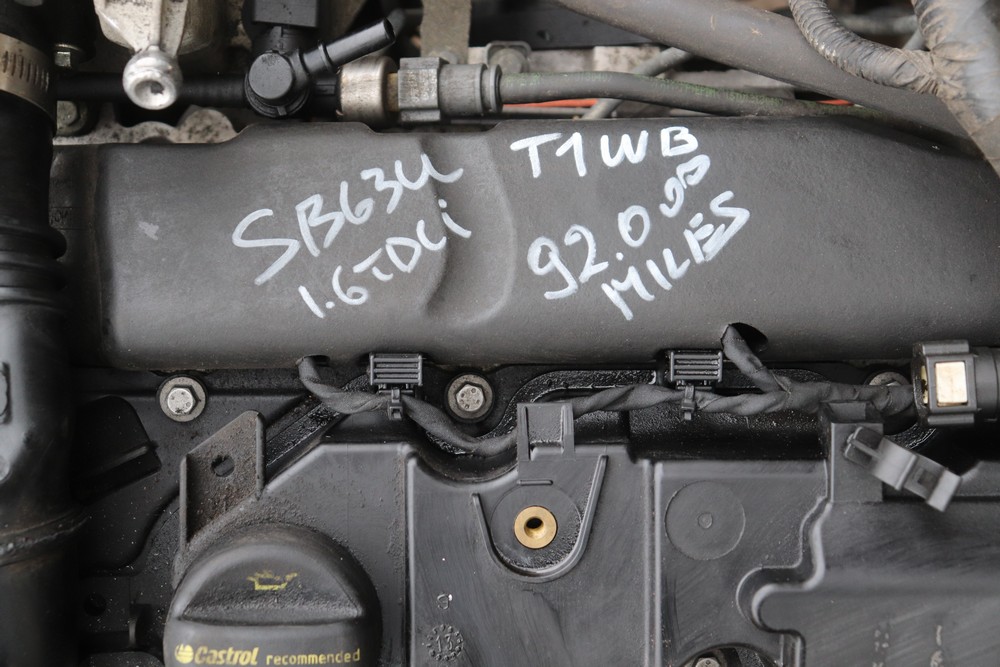 SB63U
1.6TDCi
T1WB
92.000
MILES
Castrol recommended